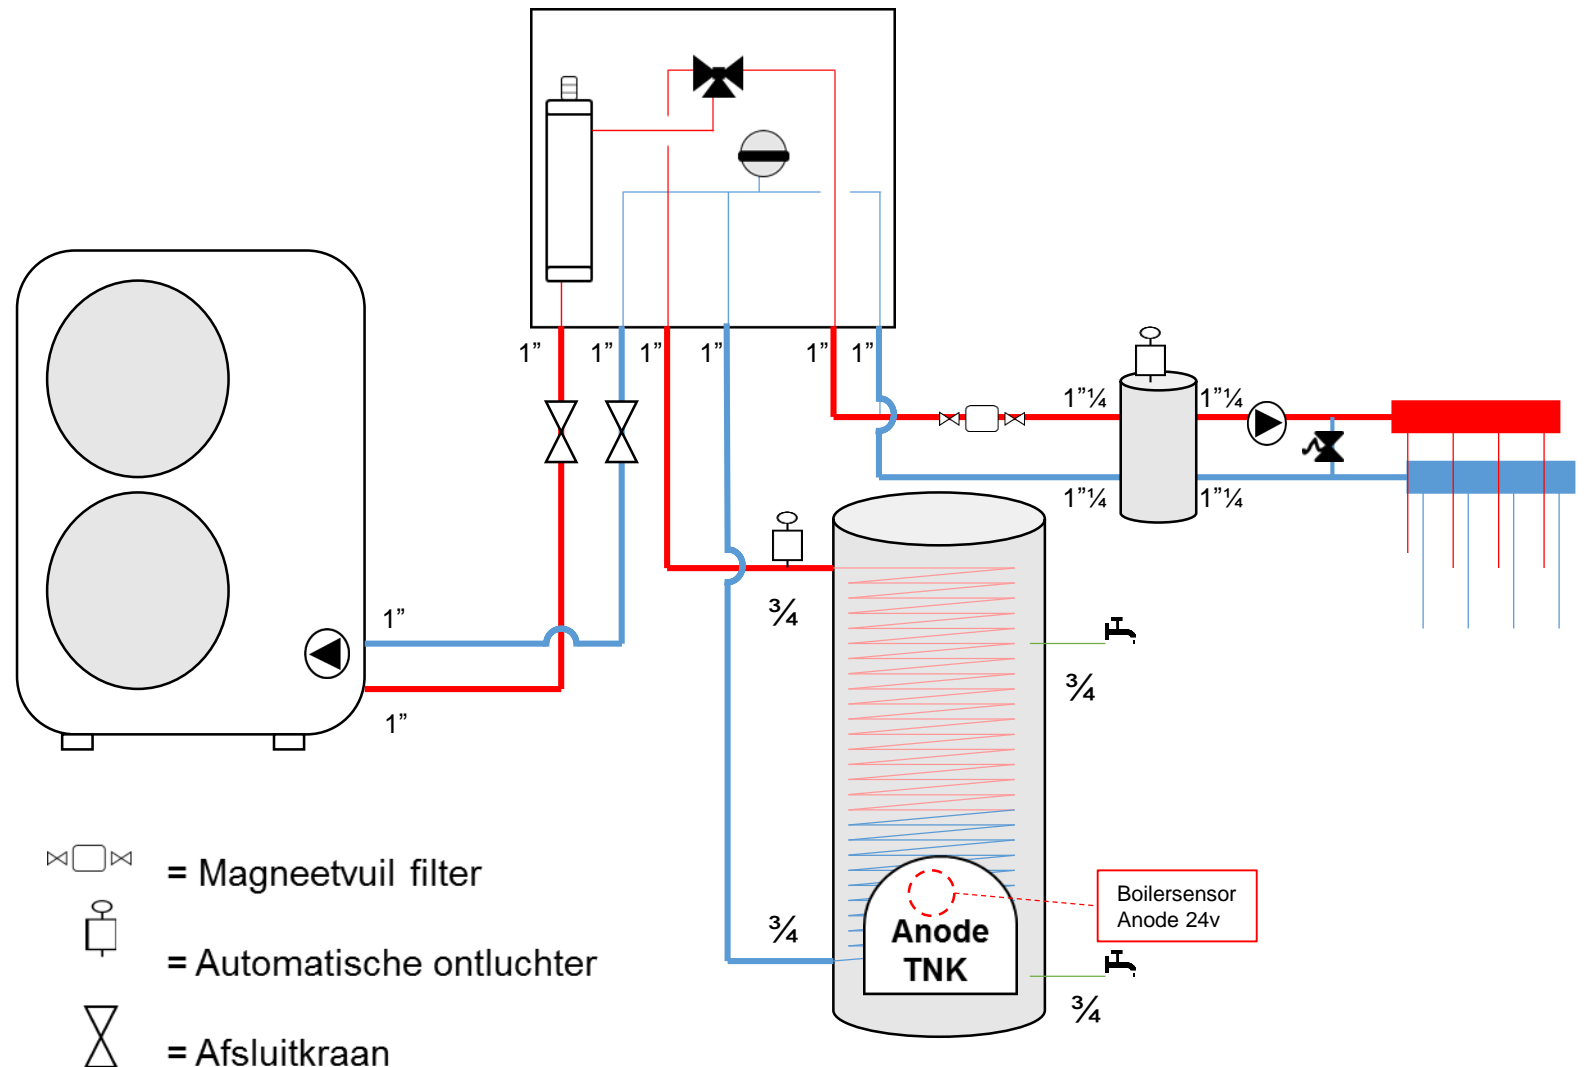 1” 1” 1” 1” 1” 1”
1”¼ 1”¼
1”¼ 1”¼
¾
1”
¾
1”
Boilersensor
Anode 24v
Anode
TNK
¾
¾
= Magneetvuil filter
= Automatische ontluchter
= Afsluitkraan